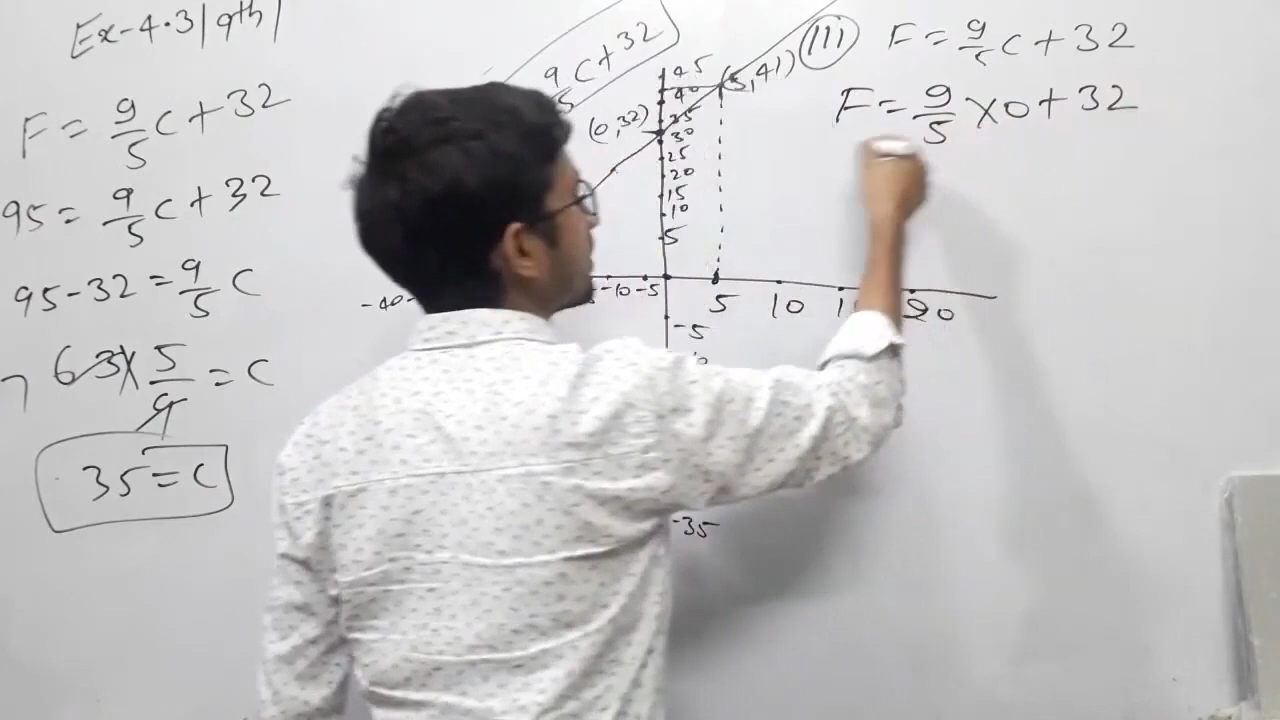 Ex-4.3|9th|
F = 9/5 C + 32
95 = 9/5 C + 32
95-32 = 9/5 C
7 63 × 5/9 = C
35 = C
9/5 C + 32
(0,32)
(5,41)
45
40
35
30
25
20
15
10
5
-40
-10 -5
5 10
20
-5
-35
(iii) F = 9/5 C + 32
F = 9/5 × 0 + 32